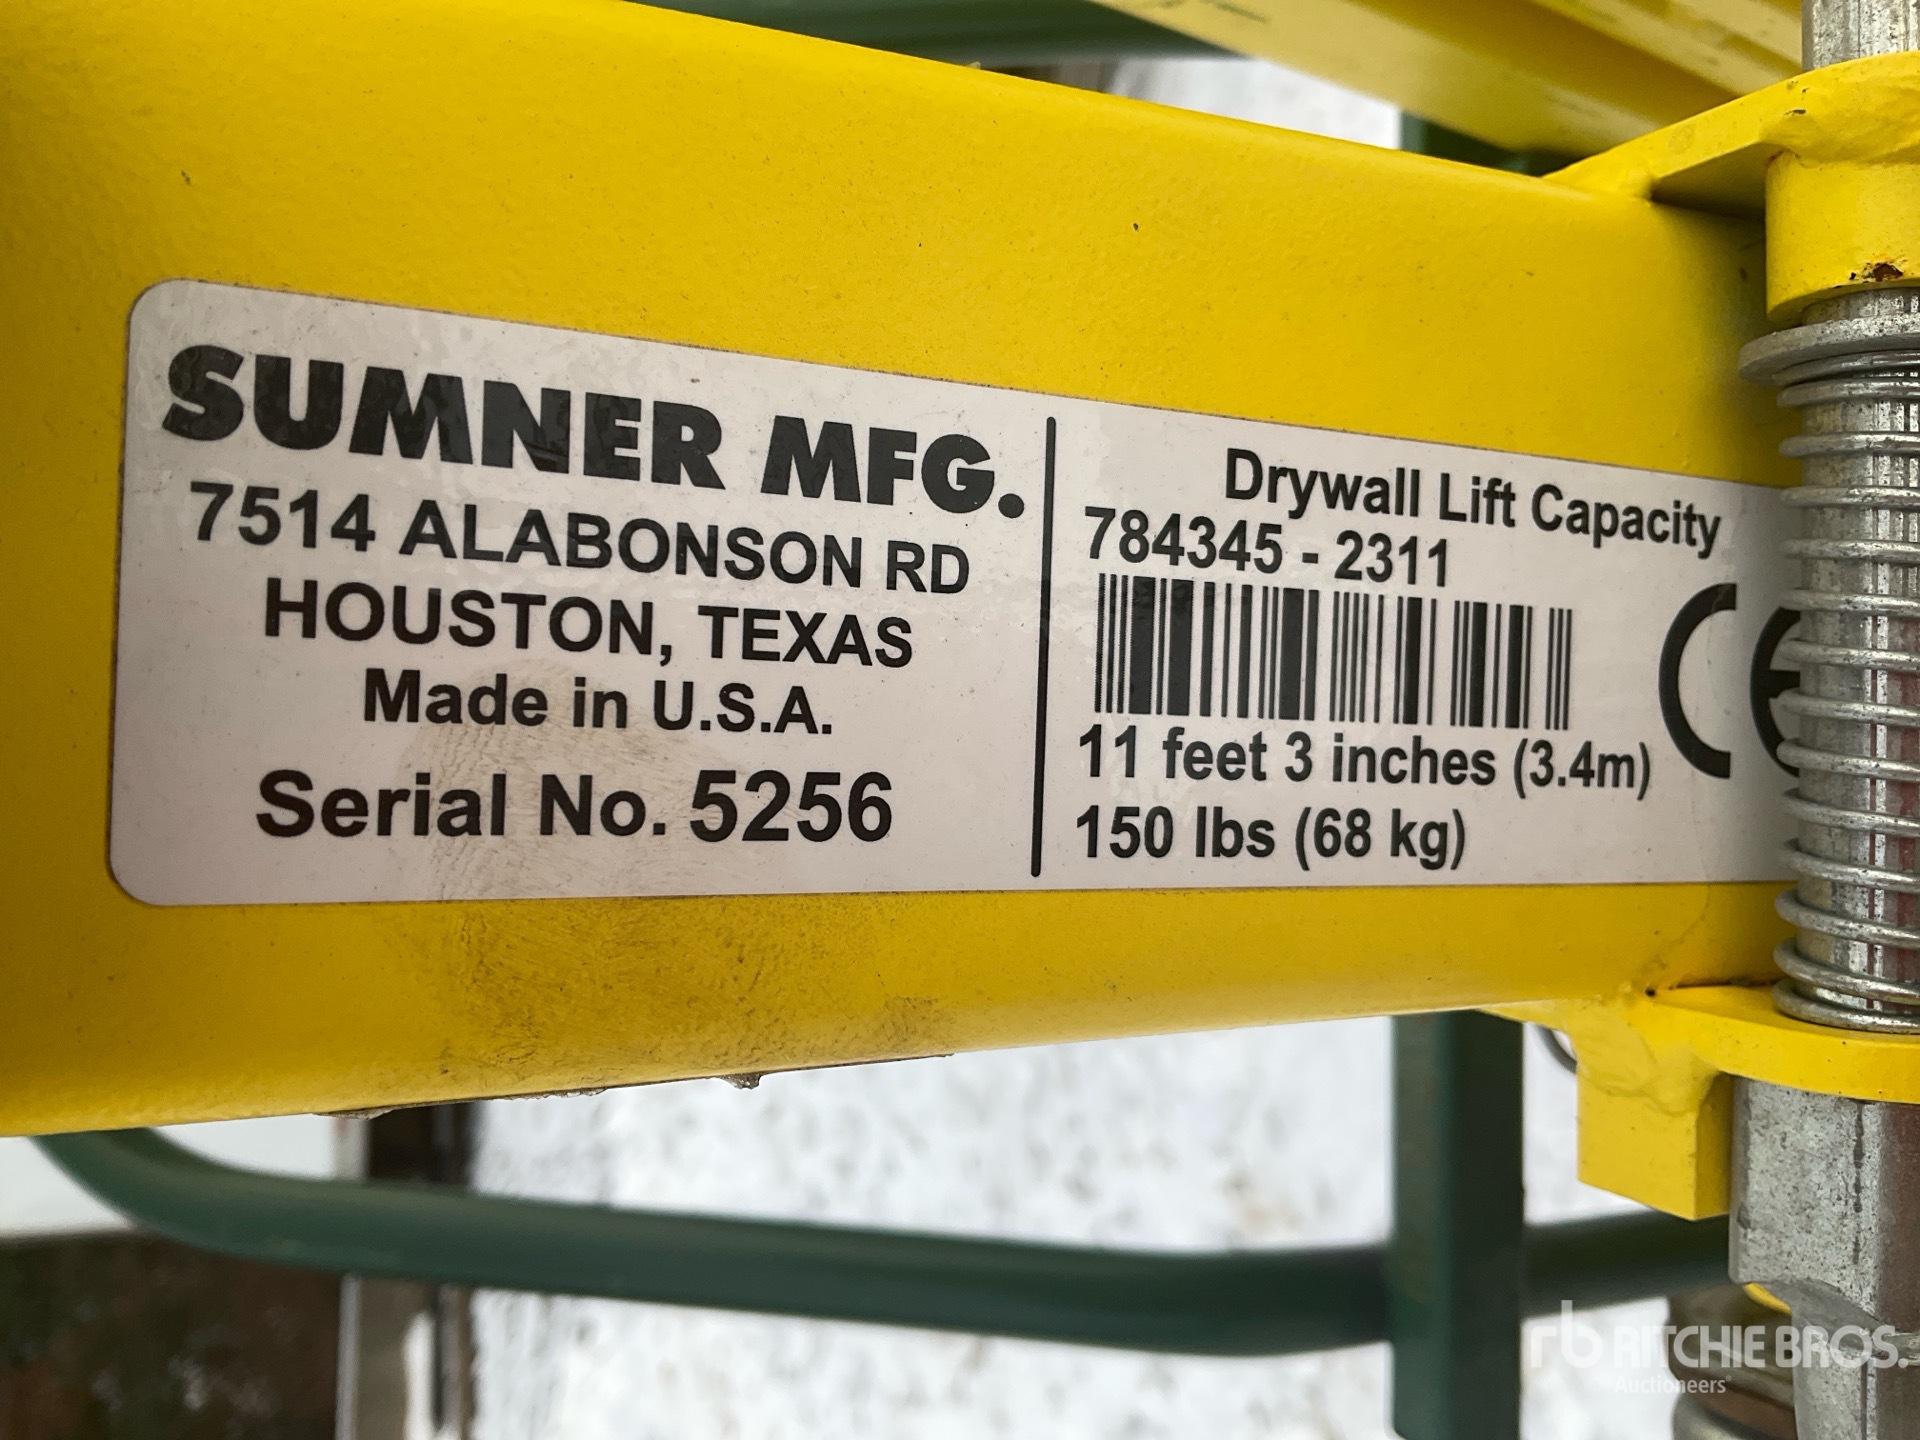 SUMNER MFG.
7514 ALABONSON RD
HOUSTON, TEXAS
Made in U.S.A.
Serial No. 5256
Drywall Lift Capacity
784345 - 2311
11 feet 3 inches (3.4m)
150 lbs (68 kg)
CE
rb RITCHIE BROS.
Auctioneers